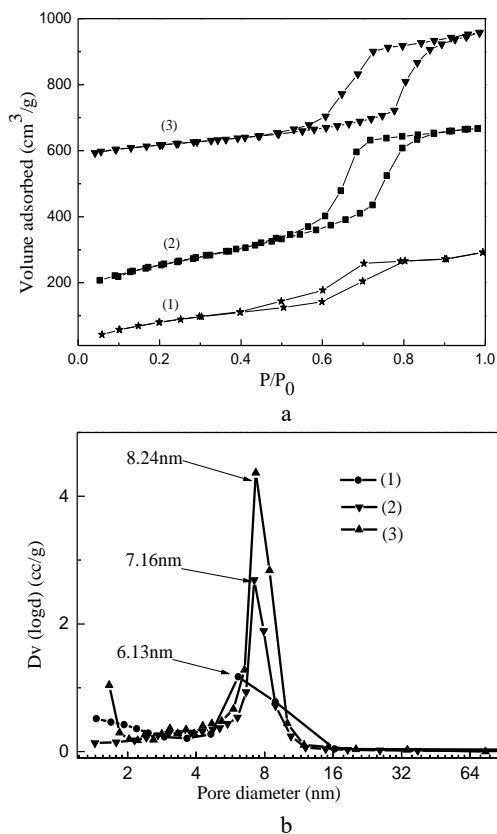 1000
800
600
400
200
Volune adsorbed (cm³/g)
(3)
(2)
(1)
0.0 0.2 0.4 0.6 0.8 1.0
P/P₀
a
8.24nm
7.16nm
6.13nm
(1)
(2)
(3)
4
2
0
Dv (logd) (cc/g)
2 4 8 16 32 64
Pore diameter (nm)
b